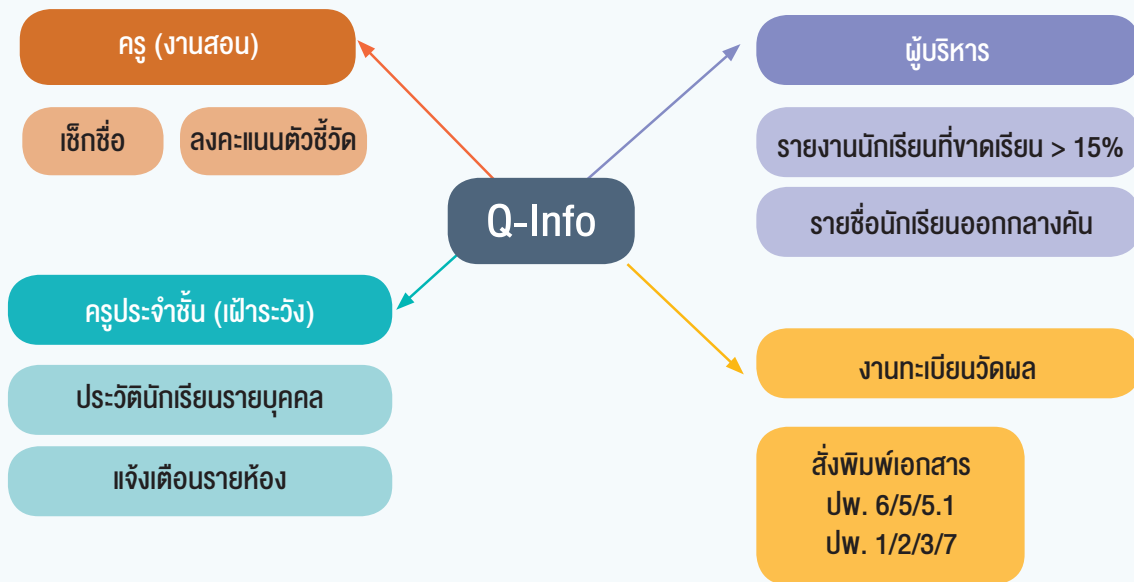 ครู (งานสอน)
เช็กชื่อ
ลงคะแนนตัวชี้วัด
ผู้บริหาร
รายงานนักเรียนที่ขาดเรียน > 15%
รายชื่อนักเรียนออกกลางคัน
Q-Info
ครูประจำชั้น (เฝ้าระวัง)
ประวัตินักเรียนรายบุคคล
แจ้งเตือนรายห้อง
งานทะเบียนวัดผล
สั่งพิมพ์เอกสาร
ปพ. 6/5/5.1
ปพ. 1/2/3/7